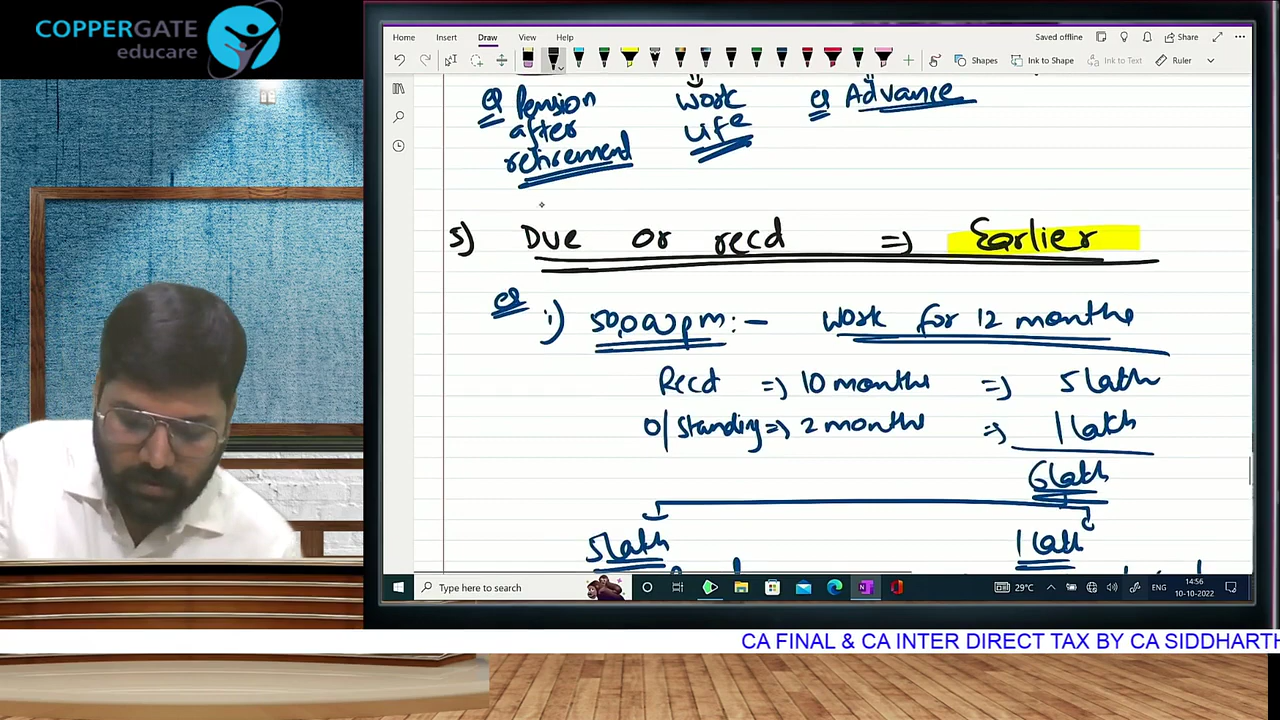 COPPERGATE
educare
Home Insert Draw View Help
Saved offline
Share
Shapes
Ink to Shape
Ink to Text
Ruler
eg Pension after retirement
work life
eg Advance
5) Due or recd => Earlier
eg i) 50,000 pm:- work for 12 months
Recd => 10 months => 5 lakh
O/Standing => 2 months => 1 lakh
6 lakh
5 lakh
1 lakh
Type here to search
29°C
ENG
14:56
10-10-2022
CA FINAL & CA INTER DIRECT TAX BY CA SIDDHARTH